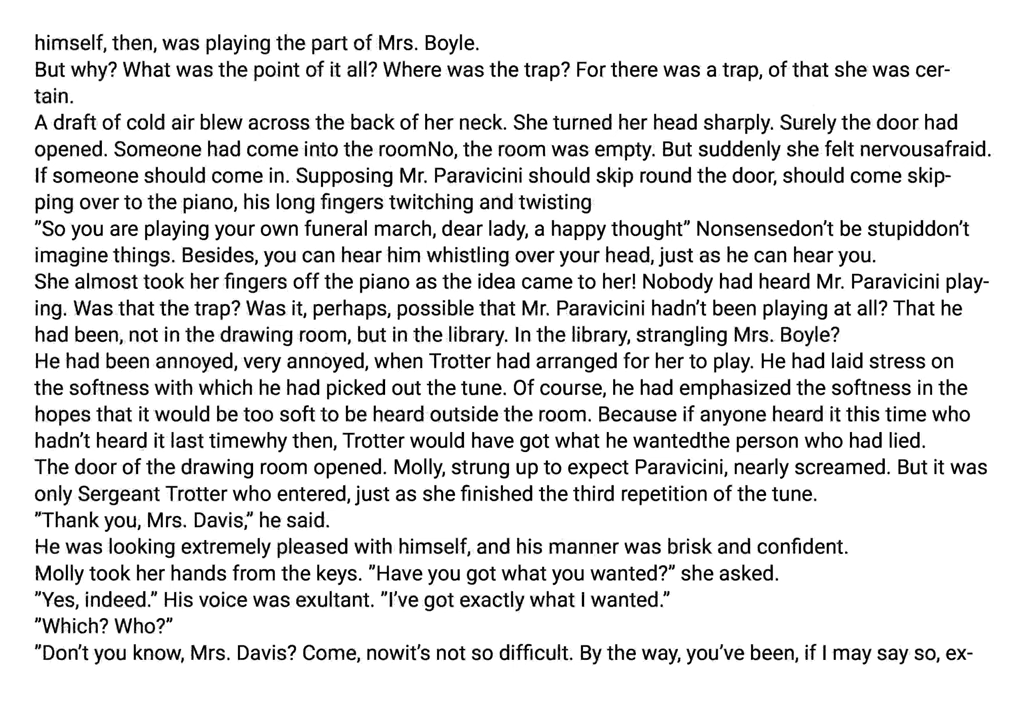 himself, then, was playing the part of Mrs. Boyle.
But why? What was the point of it all? Where was the trap? For there was a trap, of that she was cer-
tain.
A draft of cold air blew across the back of her neck. She turned her head sharply. Surely the door had
opened. Someone had come into the roomNo, the room was empty. But suddenly she felt nervousafraid.
If someone should come in. Supposing Mr. Paravicini should skip round the door, should come skip-
ping over to the piano, his long fingers twitching and twisting
”So you are playing your own funeral march, dear lady, a happy thought” Nonsensedon’t be stupiddon’t
imagine things. Besides, you can hear him whistling over your head, just as he can hear you.
She almost took her fingers off the piano as the idea came to her! Nobody had heard Mr. Paravicini play-
ing. Was that the trap? Was it, perhaps, possible that Mr. Paravicini hadn’t been playing at all? That he
had been, not in the drawing room, but in the library. In the library, strangling Mrs. Boyle?
He had been annoyed, very annoyed, when Trotter had arranged for her to play. He had laid stress on
the softness with which he had picked out the tune. Of course, he had emphasized the softness in the
hopes that it would be too soft to be heard outside the room. Because if anyone heard it this time who
hadn’t heard it last timewhy then, Trotter would have got what he wantedthe person who had lied.
The door of the drawing room opened. Molly, strung up to expect Paravicini, nearly screamed. But it was
only Sergeant Trotter who entered, just as she finished the third repetition of the tune.
”Thank you, Mrs. Davis,” he said.
He was looking extremely pleased with himself, and his manner was brisk and confident.
Molly took her hands from the keys. ”Have you got what you wanted?” she asked.
”Yes, indeed.” His voice was exultant. ”I’ve got exactly what I wanted.”
”Which? Who?”
”Don’t you know, Mrs. Davis? Come, nowit’s not so difficult. By the way, you’ve been, if I may say so, ex-